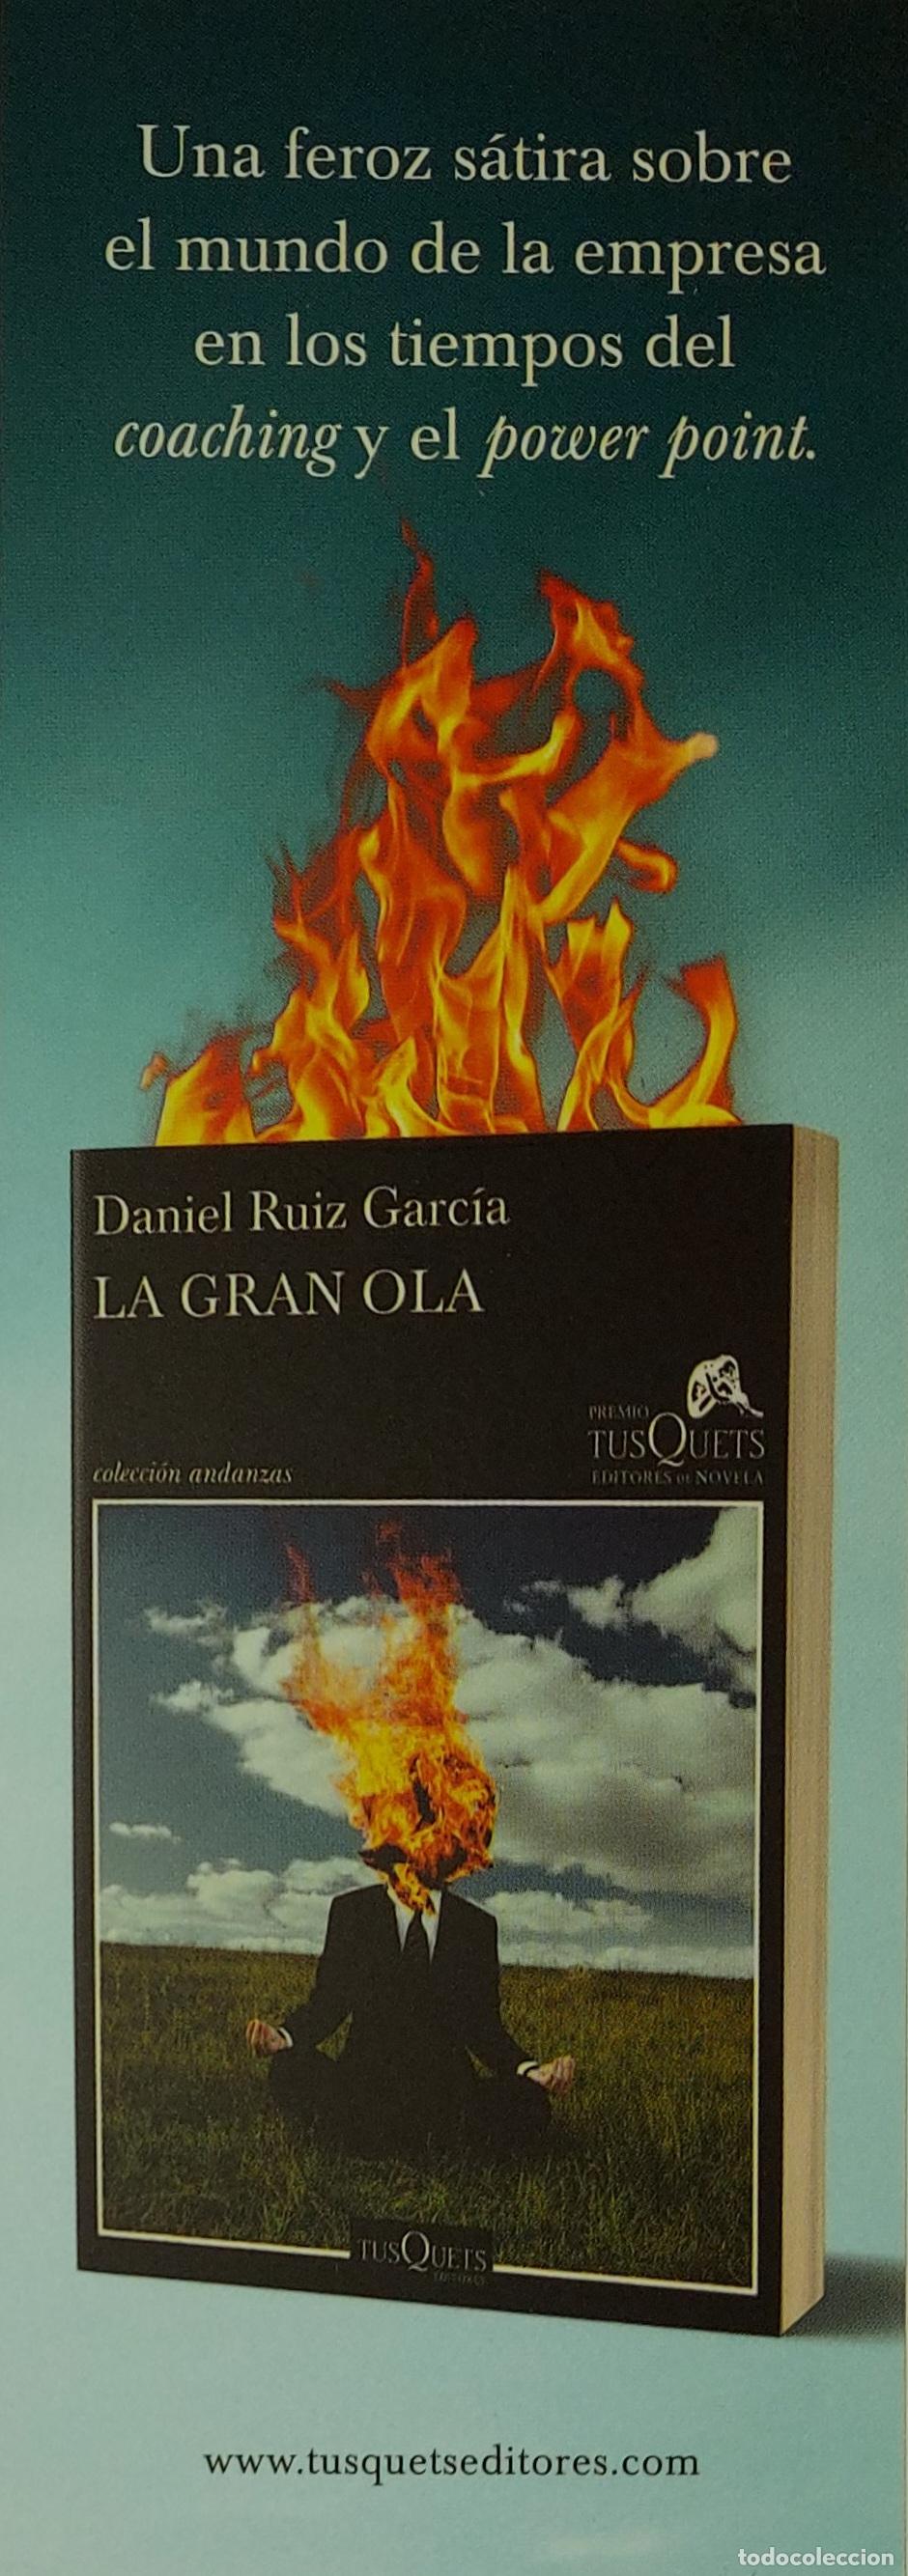 Una feroz sátira sobre
el mundo de la empresa
en los tiempos del
coaching y el power point.
Daniel Ruiz García
LA GRAN OLA
PREMIO
TUSQUETS
EDITORES DE NOVELA
colección andanzas
TUSQUETS
EDITORES
www.tusquetseditores.com
todocoleccion